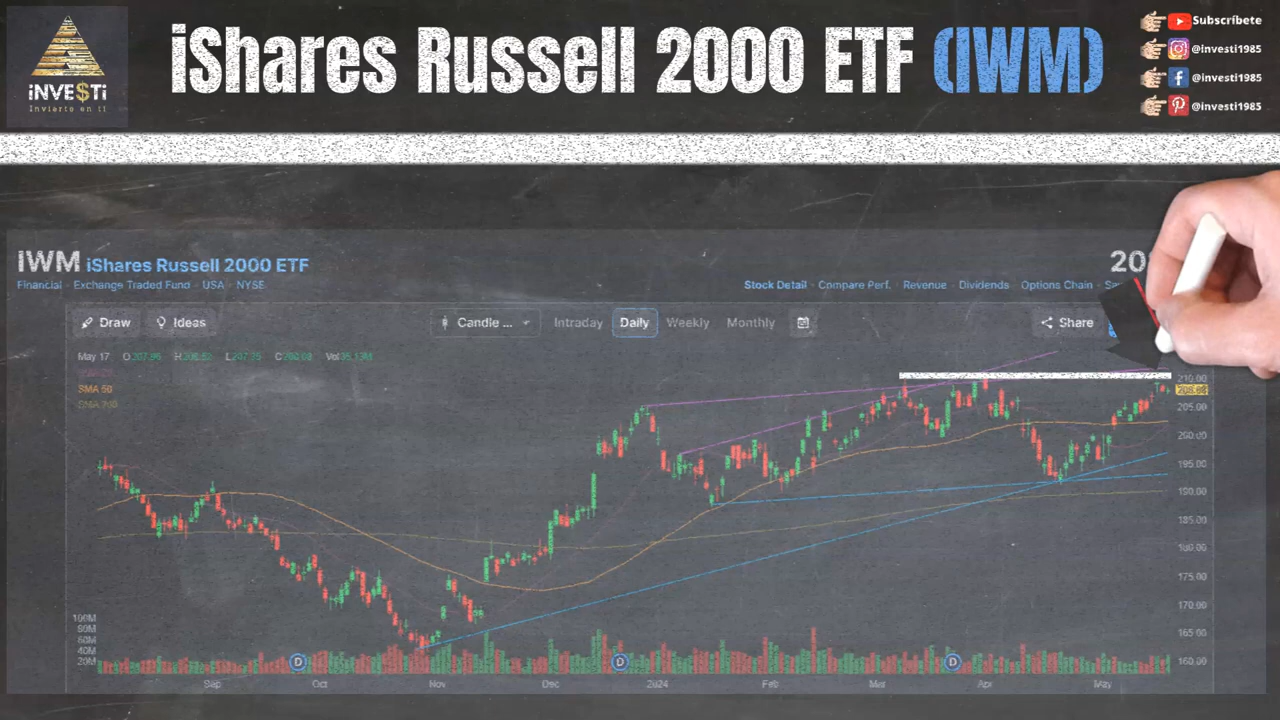 iNVE$Ti
Invierte en ti
iShares Russell 2000 ETF (IWM)
Subscríbete
@investi1985
@investi1985
@investi1985
IWM iShares Russell 2000 ETF
20
Financial · Exchange Traded Fund · USA · NYSE
Stock Detail · Compare Perf. · Revenue · Dividends · Options Chain ·
Draw
Ideas
Candle ...
Intraday
Daily
Weekly
Monthly
Share
May 17
SMA 50
SMA 200
210.00
205.00
200.00
195.00
190.00
185.00
180.00
175.00
170.00
165.00
160.00
100M
80M
60M
40M
20M
D
D
D
Sep
Oct
Nov
Dec
2024
Feb
Mar
Apr
May